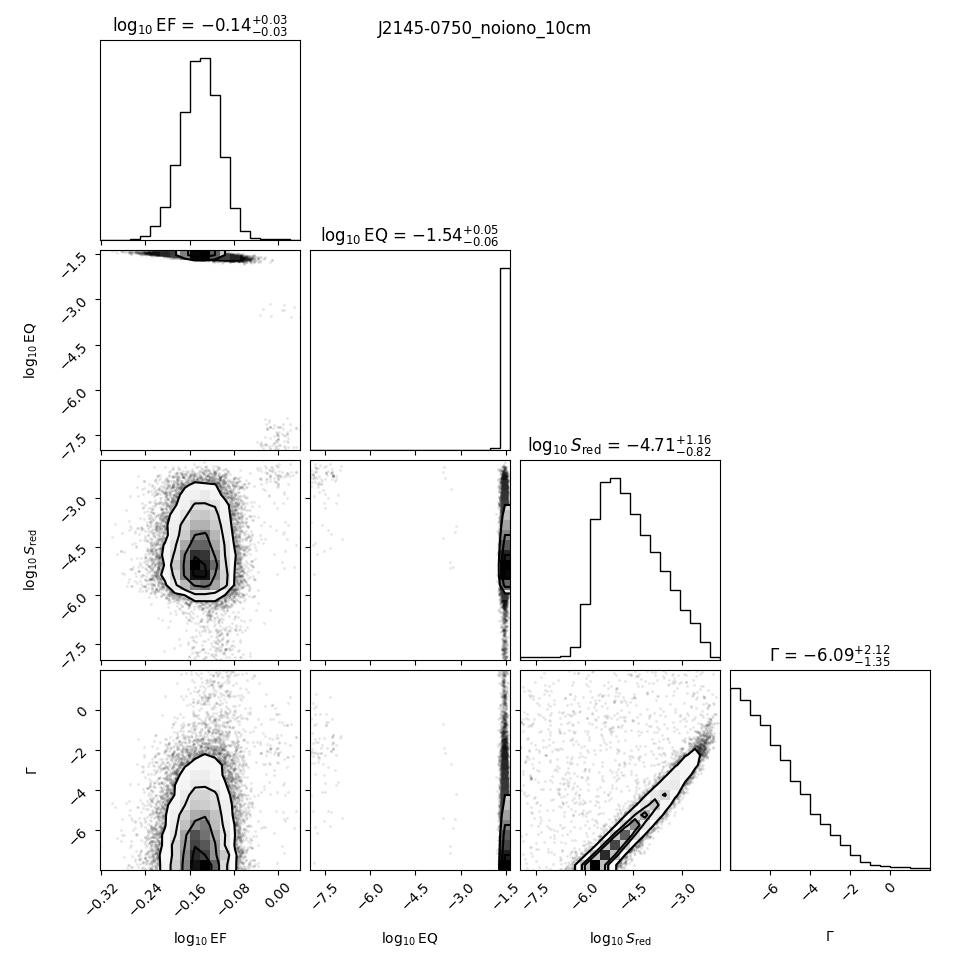 J2145-0750_noiono_10cm
log₁₀ EF = −0.14+0.03−0.03
log₁₀ EQ = −1.54+0.05−0.06
−1.5
−3.0
−4.5
−6.0
−7.5
log₁₀ EQ
log₁₀ Sred = −4.71+1.16−0.82
−3.0
−4.5
−6.0
−7.5
log₁₀ Sred
Γ = −6.09+2.12−1.35
0
−2
−4
−6
Γ
−0.32 −0.24 −0.16 −0.08 0.00
−7.5 −6.0 −4.5 −3.0 −1.5
−7.5 −6.0 −4.5 −3.0
−6 −4 −2 0
log₁₀ EF
log₁₀ EQ
log₁₀ Sred
Γ